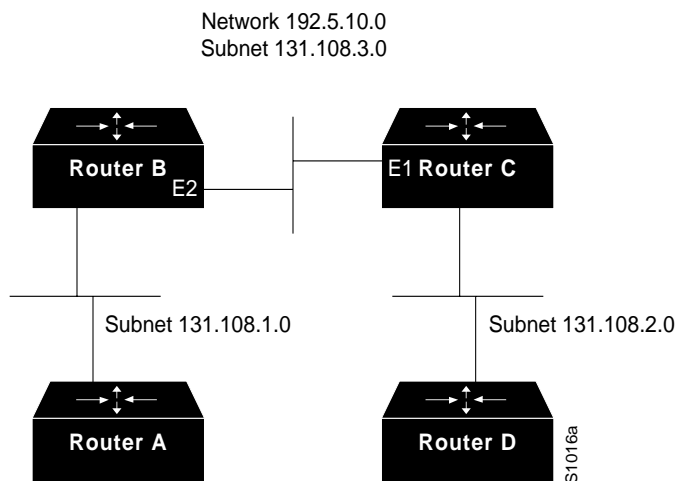 Network 192.5.10.0
Subnet 131.108.3.0
Router B
E2
E1 Router C
Subnet 131.108.1.0
Subnet 131.108.2.0
Router A
Router D
S1016a